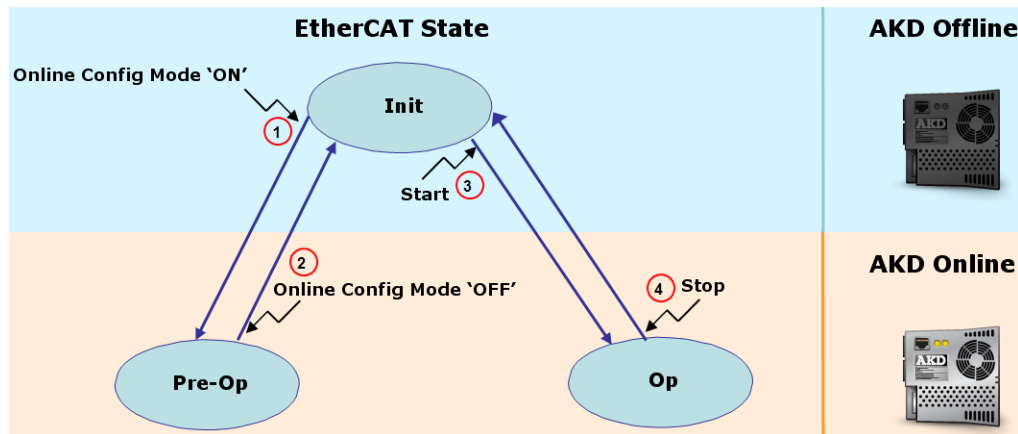 EtherCAT State
AKD Offline
Online Config Mode ‘ON’
Init
1
AKD
3
Start
2
AKD Online
Online Config Mode ‘OFF’
4 Stop
AKD
Pre-Op
Op